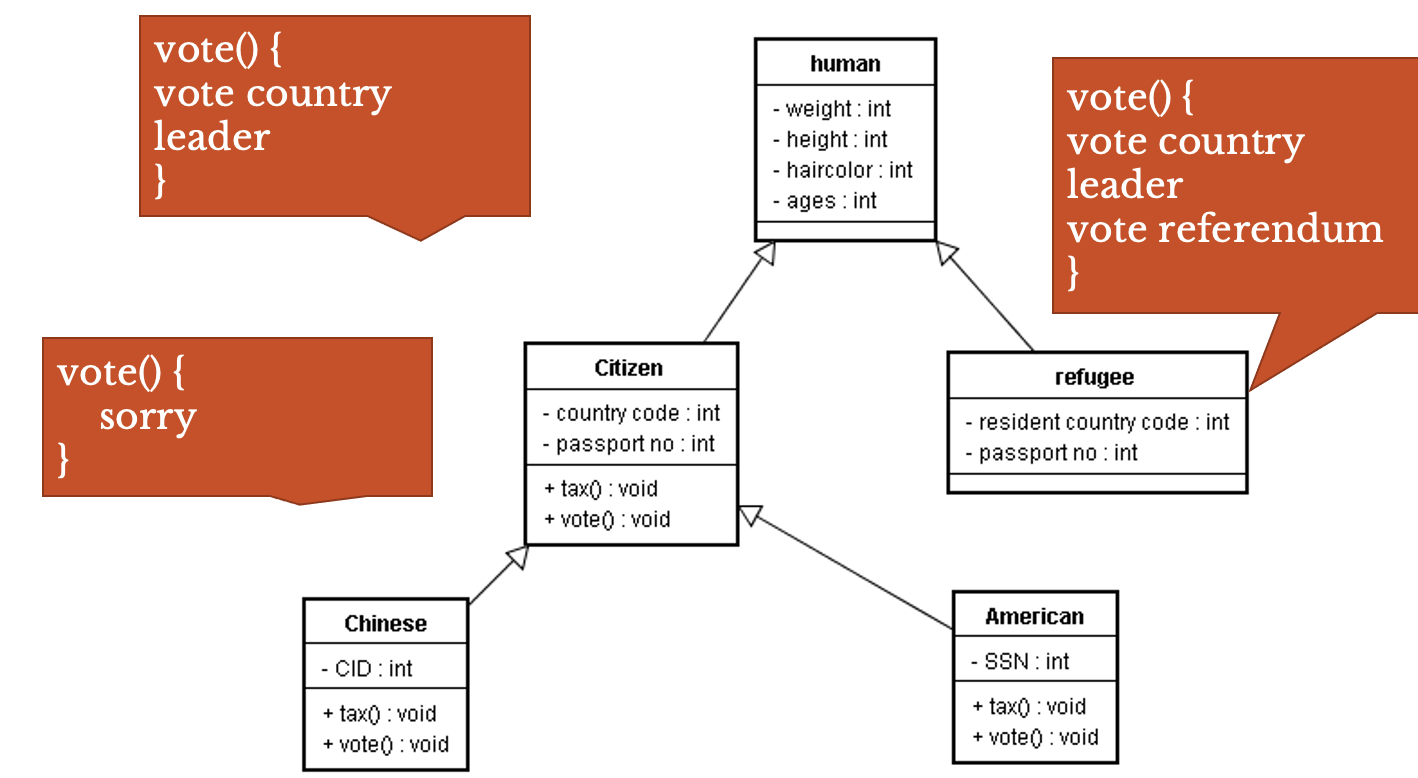 vote() {
vote country
leader
}
human
- weight : int
- height : int
- haircolor : int
- ages : int
vote() {
vote country
leader
vote referendum
}
vote() {
sorry
}
Citizen
- country code : int
- passport no : int
+ tax() : void
+ vote() : void
refugee
- resident country code : int
- passport no : int
Chinese
- CID : int
+ tax() : void
+ vote() : void
American
- SSN : int
+ tax() : void
+ vote() : void